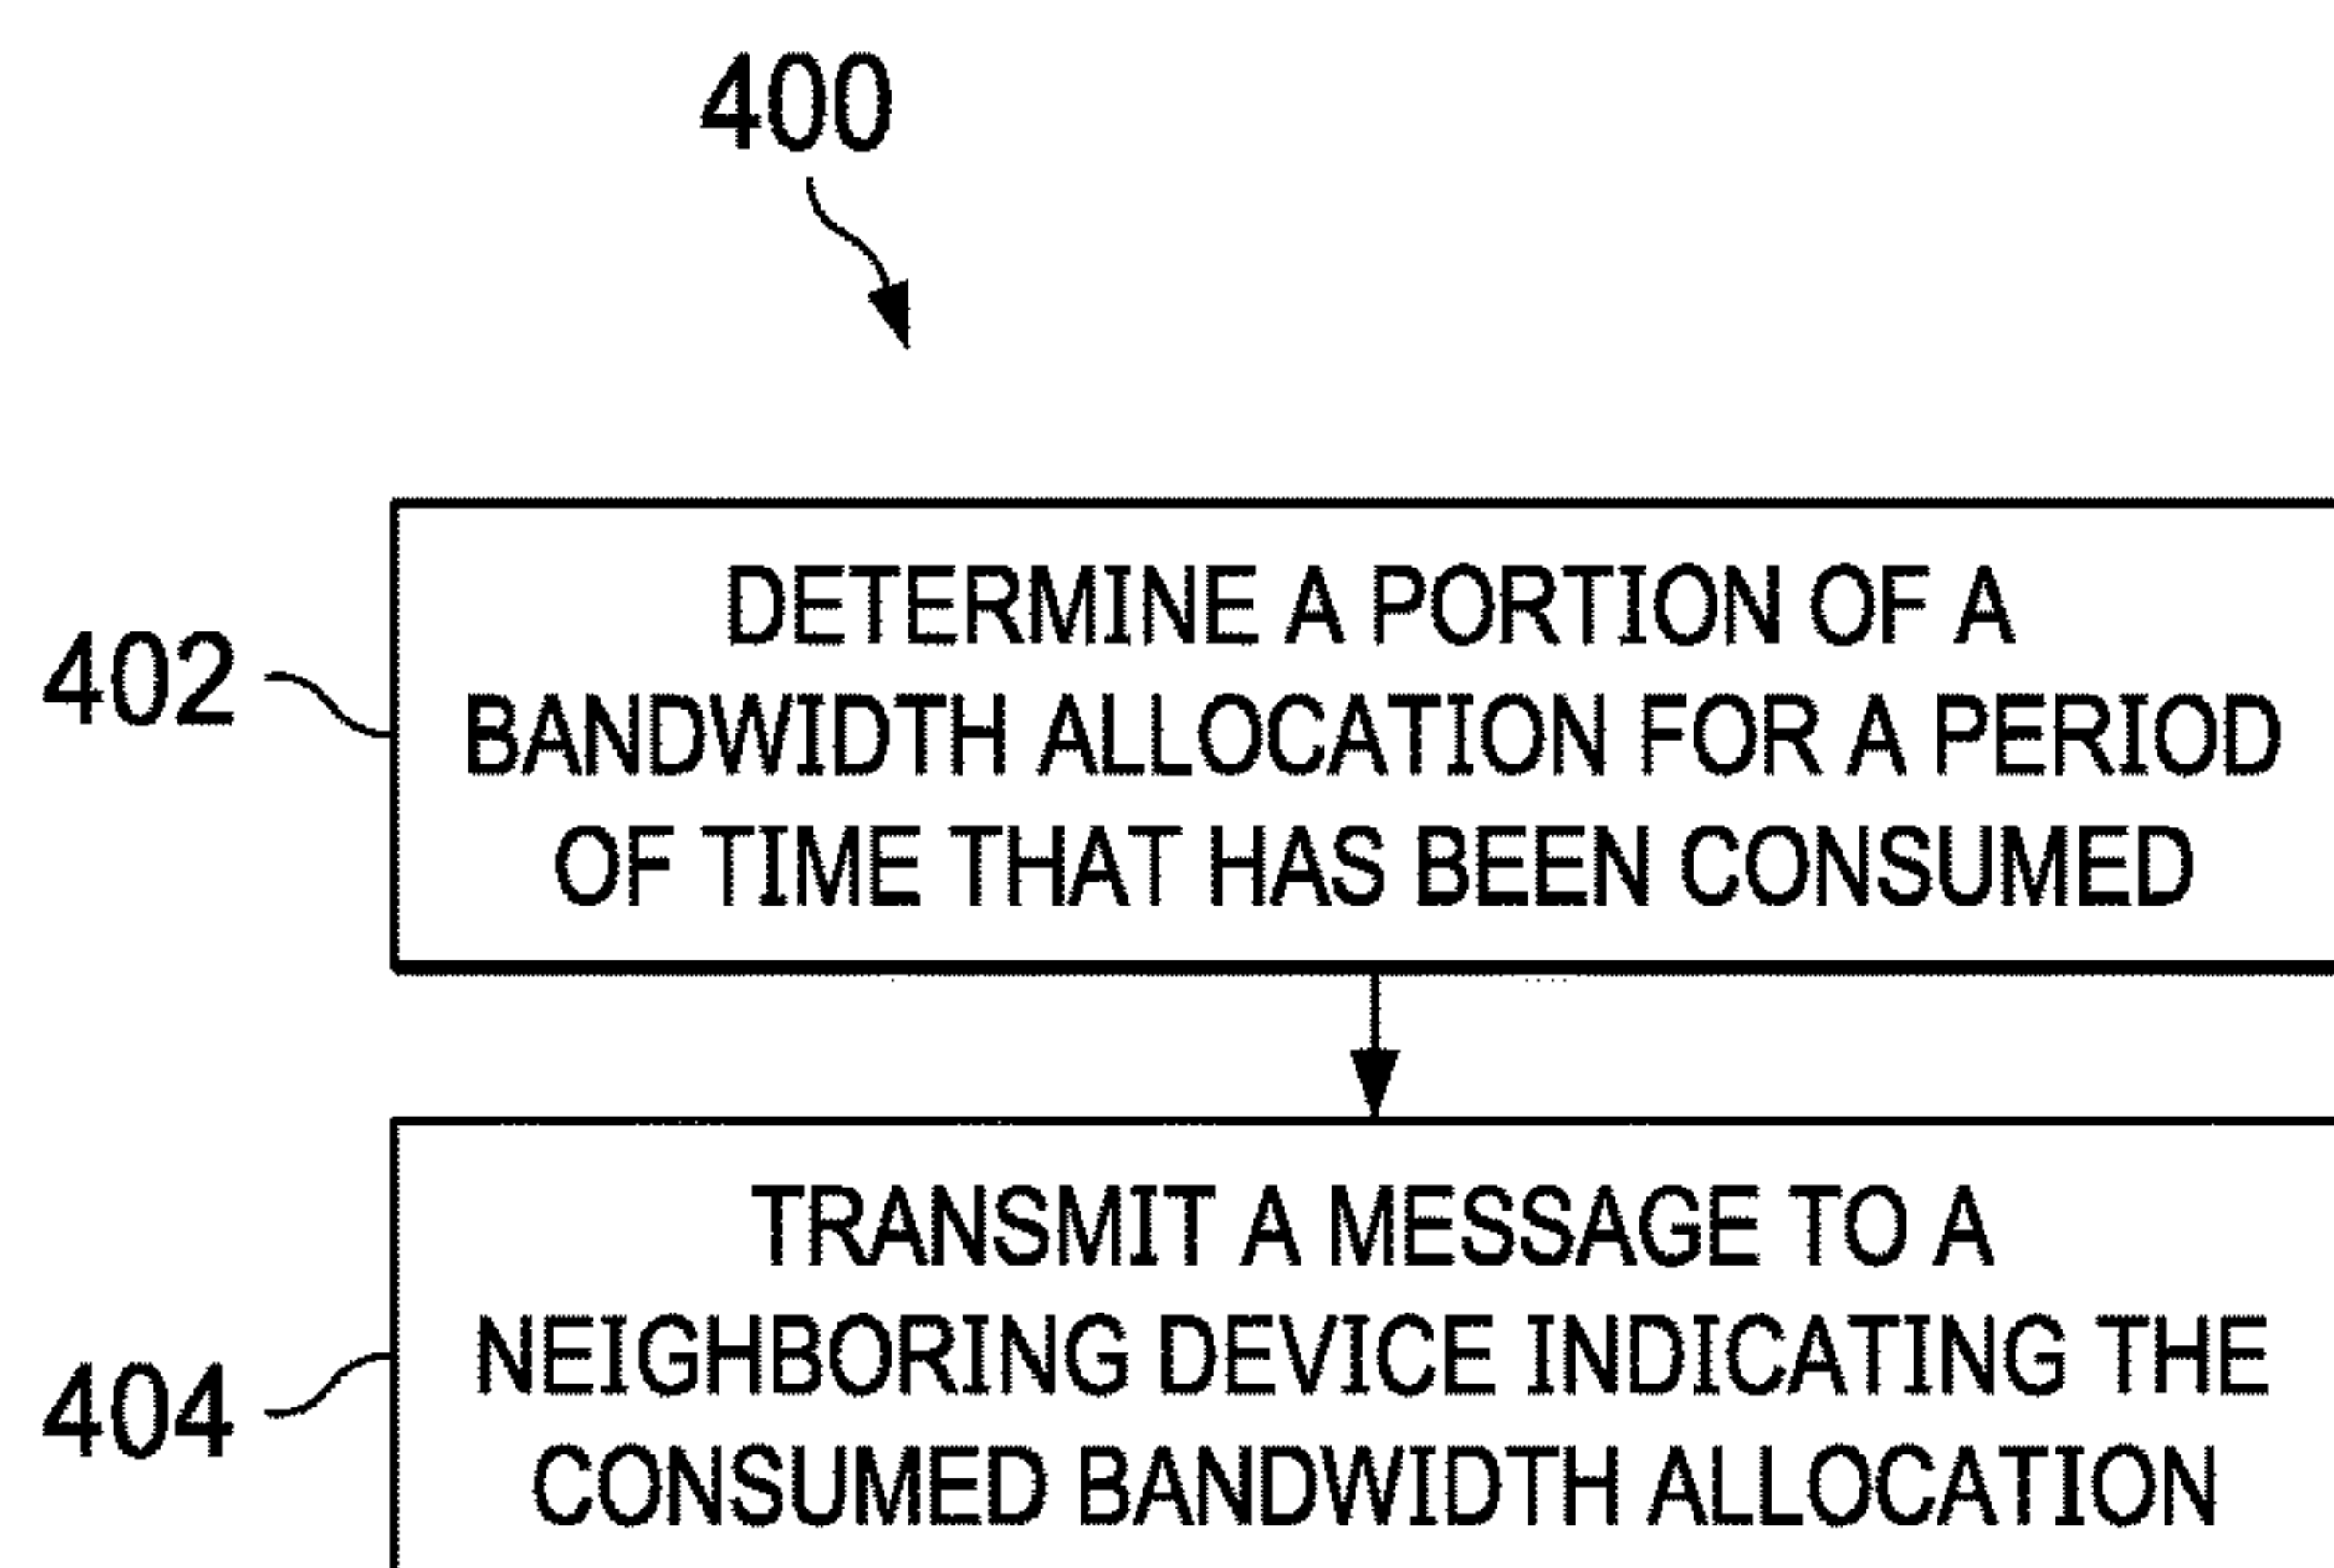 400
402
DETERMINE A PORTION OF A
BANDWIDTH ALLOCATION FOR A PERIOD
OF TIME THAT HAS BEEN CONSUMED
404
TRANSMIT A MESSAGE TO A
NEIGHBORING DEVICE INDICATING THE
CONSUMED BANDWIDTH ALLOCATION